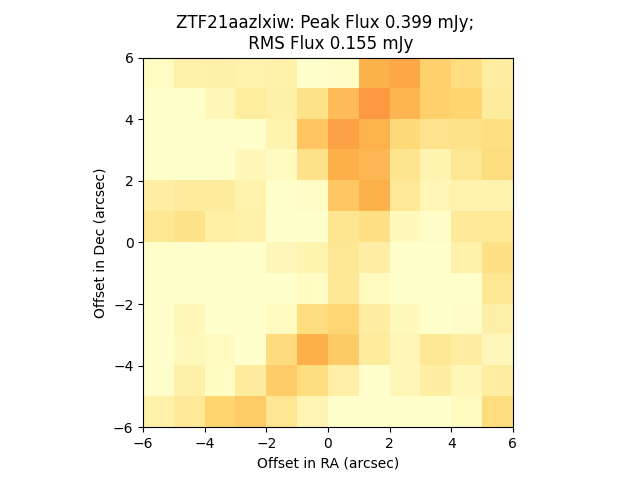 ZTF21aazlxiw: Peak Flux 0.399 mJy;
RMS Flux 0.155 mJy
6
4
2
0
−2
−4
−6
Offset in Dec (arcsec)
−6 −4 −2 0 2 4 6
Offset in RA (arcsec)